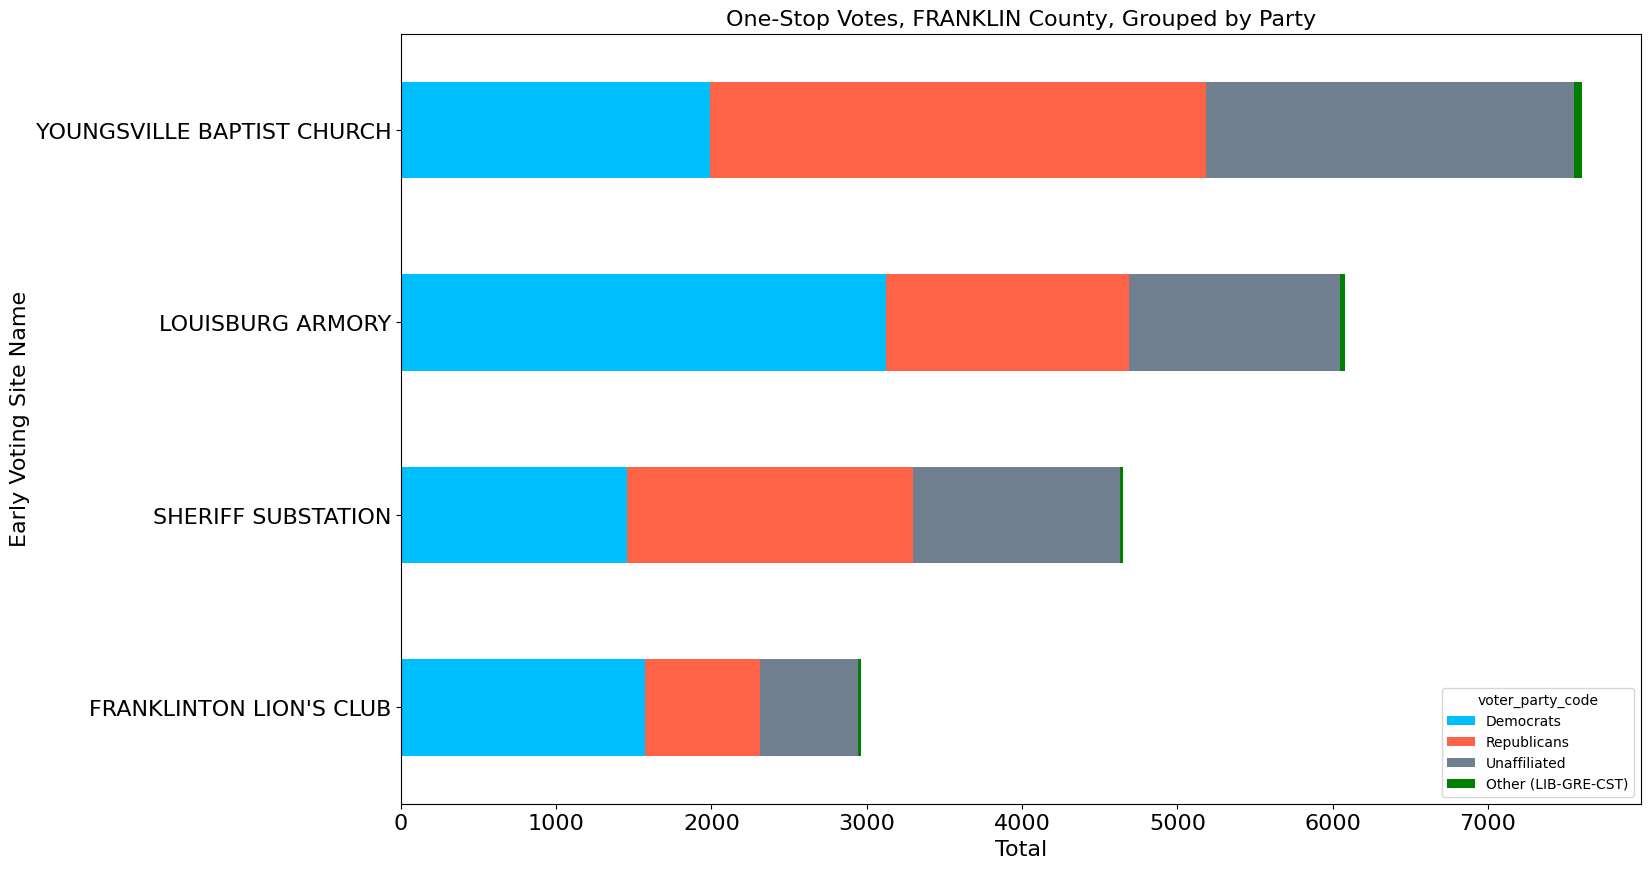 One-Stop Votes, FRANKLIN County, Grouped by Party
Early Voting Site Name
YOUNGSVILLE BAPTIST CHURCH
LOUISBURG ARMORY
SHERIFF SUBSTATION
FRANKLINTON LION'S CLUB
voter_party_code
Democrats
Republicans
Unaffiliated
Other (LIB-GRE-CST)
0 1000 2000 3000 4000 5000 6000 7000
Total